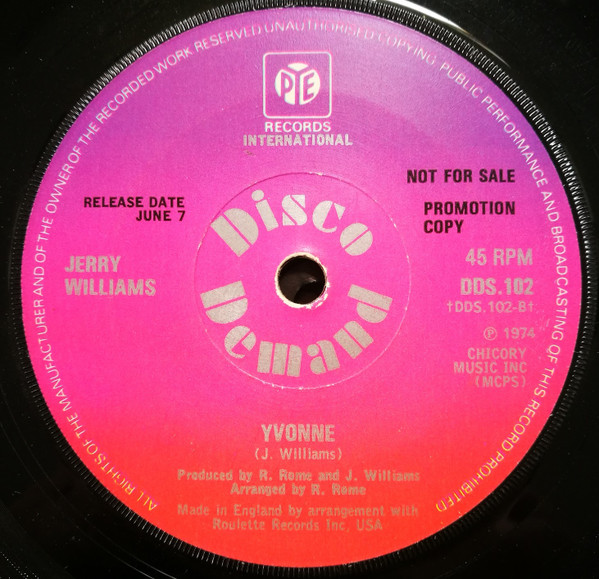 ALL RIGHTS OF THE MANUFACTURER AND OF THE OWNER OF THE RECORDED WORK RESERVED UNAUTHORISED COPYING PUBLIC PERFORMANCE AND BROADCASTING OF THIS RECORD PROHIBITED
PYE
RECORDS
INTERNATIONAL
NOT FOR SALE
RELEASE DATE
JUNE 7
PROMOTION
COPY
Disco
Demand
JERRY
WILLIAMS
45 RPM
DDS.102
†DDS.102-B†
℗ 1974
CHICORY
MUSIC INC
(MCPS)
YVONNE
(J. Williams)
Produced by R. Rome and J. Williams
Arranged by R. Rome
Made in England by arrangement with
Roulette Records Inc, USA